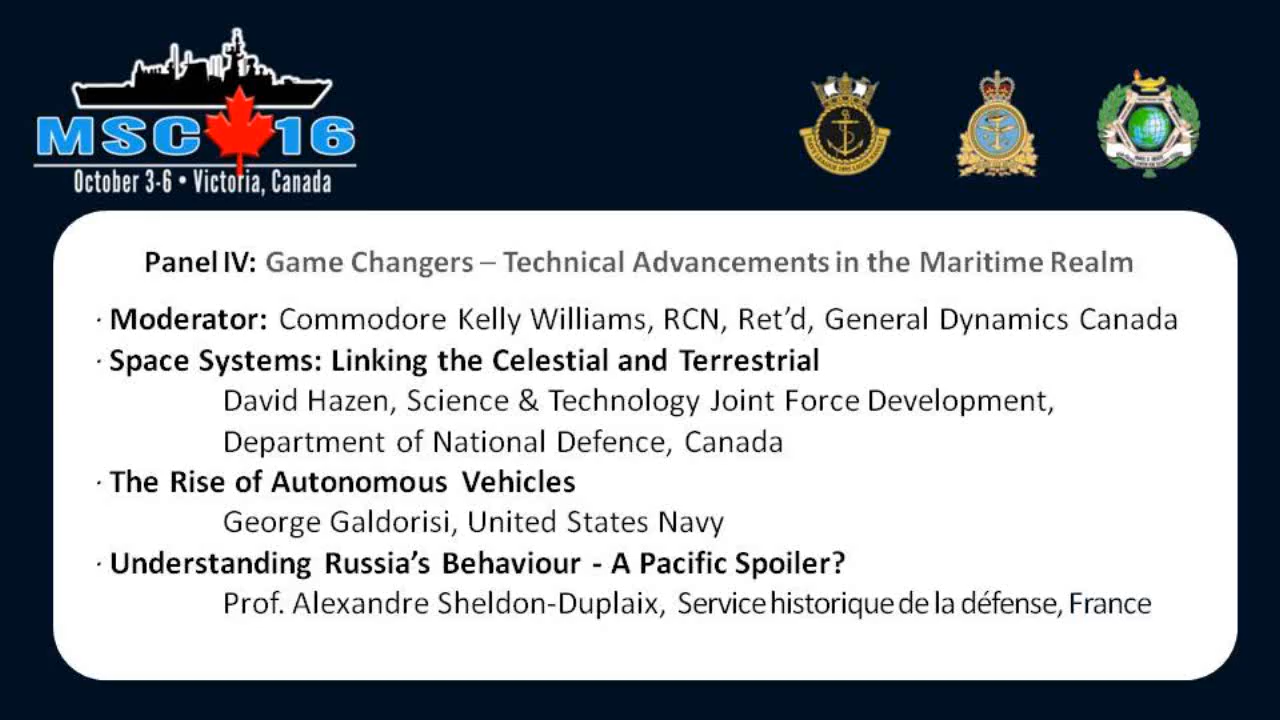 MSC 16
October 3-6 • Victoria, Canada
Panel IV: Game Changers – Technical Advancements in the Maritime Realm
· Moderator: Commodore Kelly Williams, RCN, Ret’d, General Dynamics Canada
· Space Systems: Linking the Celestial and Terrestrial
David Hazen, Science & Technology Joint Force Development,
Department of National Defence, Canada
· The Rise of Autonomous Vehicles
George Galdorisi, United States Navy
· Understanding Russia’s Behaviour - A Pacific Spoiler?
Prof. Alexandre Sheldon-Duplaix, Service historique de la défense, France